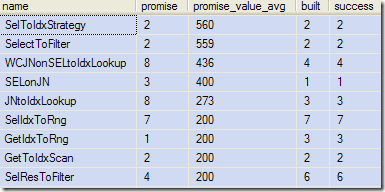 name promise promise_value_avg built success
SelToIdxStrategy 2 560 2 2
SelectToFilter 2 559 2 2
WCJNonSELtoIdxLookup 8 436 4 4
SELonJN 3 400 1 1
JNtoIdxLookup 8 273 3 3
SelIdxToRng 7 200 7 7
GetIdxToRng 1 200 3 3
GetToIdxScan 2 200 2 2
SelResToFilter 4 200 6 6